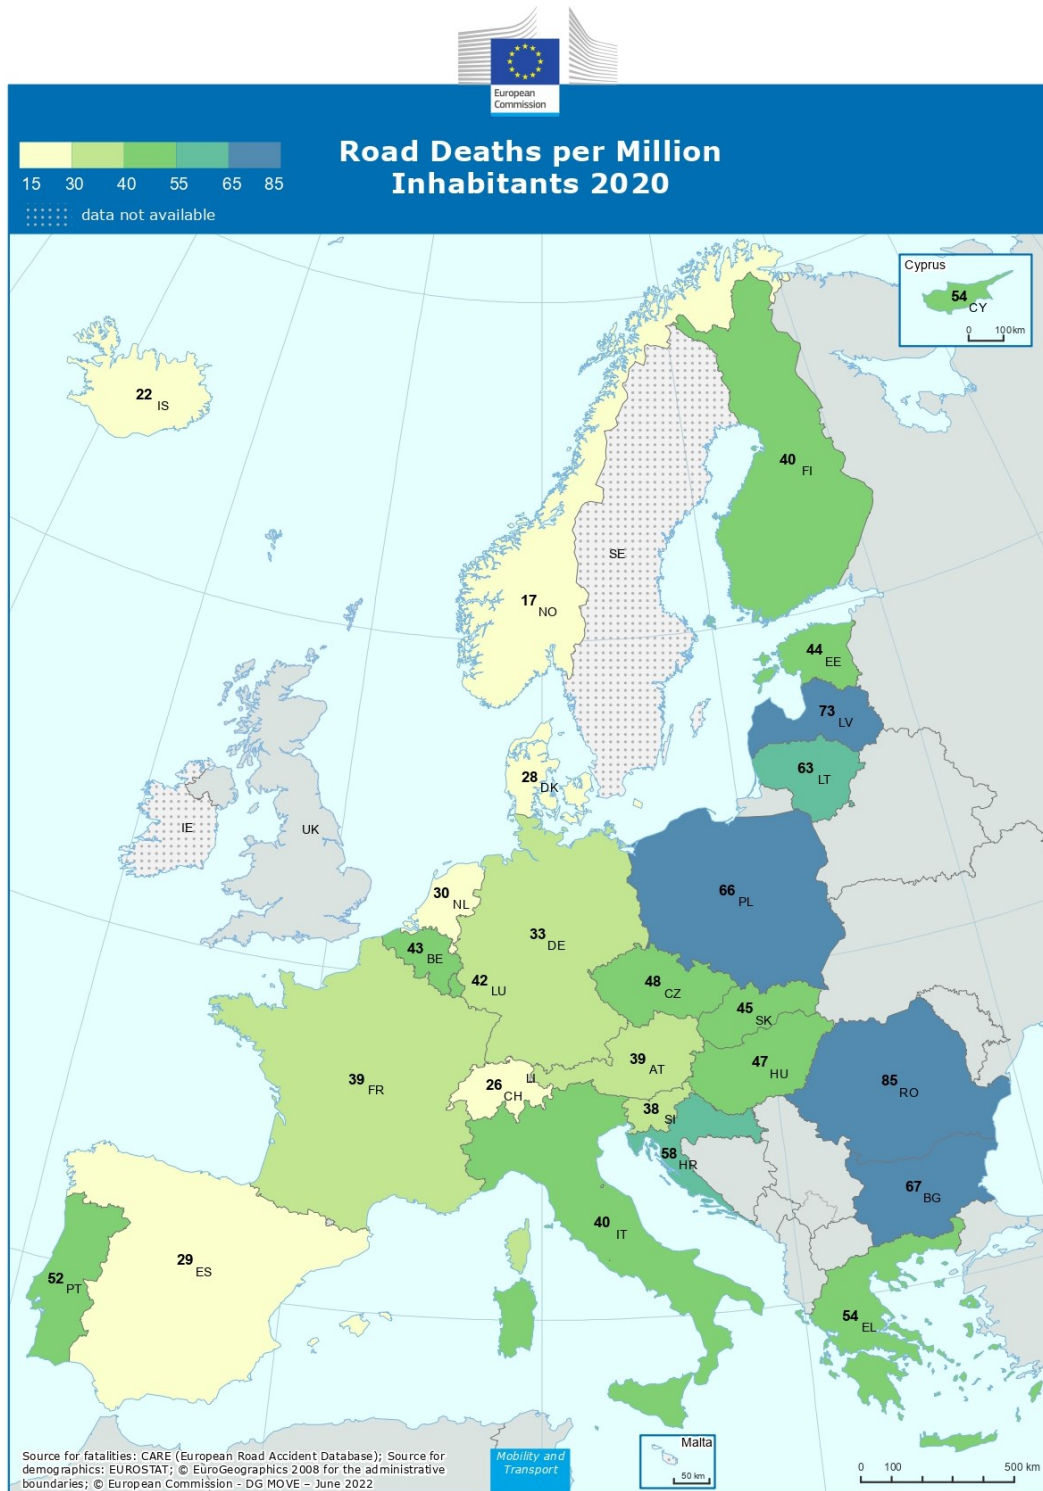 European
Commission
Road Deaths per Million
Inhabitants 2020
15 30 40 55 65 85
data not available
Cyprus
54 CY
0 100km
22 IS
40 FI
SE
17 NO
44 EE
73 LV
63 LT
28 DK
IE
UK
66 PL
30 NL
33 DE
43 BE
42 LU
48 CZ
45 SK
39 AT
47 HU
39 FR
26 CH
LI
85 RO
38 SI
58 HR
67 BG
40 IT
29 ES
52 PT
54 EL
Malta
50 km
0 100 500 km
Mobility and
Transport
Source for fatalities: CARE (European Road Accident Database); Source for
demographics: EUROSTAT; © EuroGeographics 2008 for the administrative
boundaries; © European Commission - DG MOVE – June 2022